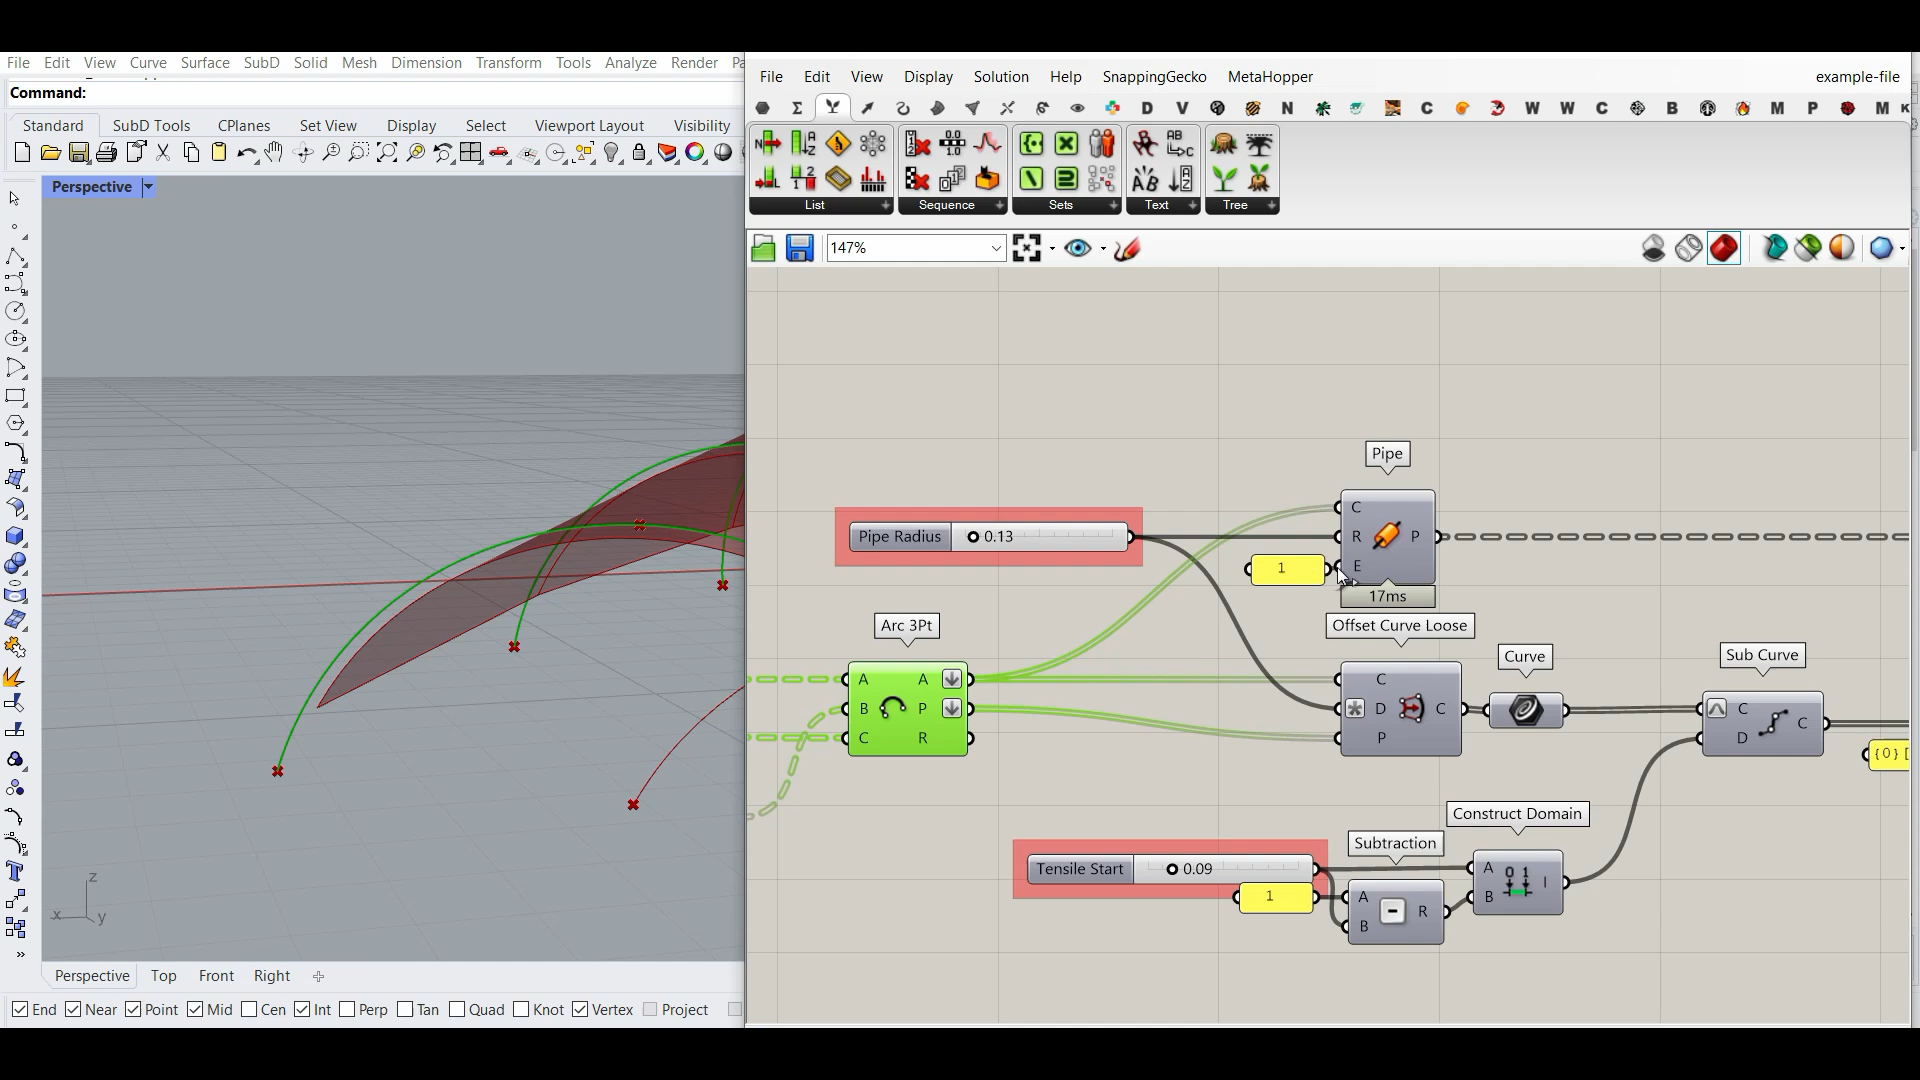 File Edit View Curve Surface SubD Solid Mesh Dimension Transform Tools Analyze Render Pa
Command:
Standard SubD Tools CPlanes Set View Display Select Viewport Layout Visibility
Perspective
z
x y
Perspective Top Front Right
End Near Point Mid Cen Int Perp Tan Quad Knot Vertex Project
File Edit View Display Solution Help SnappingGecko MetaHopper example-file
D V N C W W C B M P M K
List Sequence Sets Text Tree
147%
Pipe
Pipe Radius 0.13
C
R P
E
1
17ms
Arc 3Pt
A A
B P
C R
Offset Curve Loose
C
D C
P
Curve
Sub Curve
C C
D
{0} [
Construct Domain
Subtraction
Tensile Start 0.09
1
A R
B
A 0 1 I
B